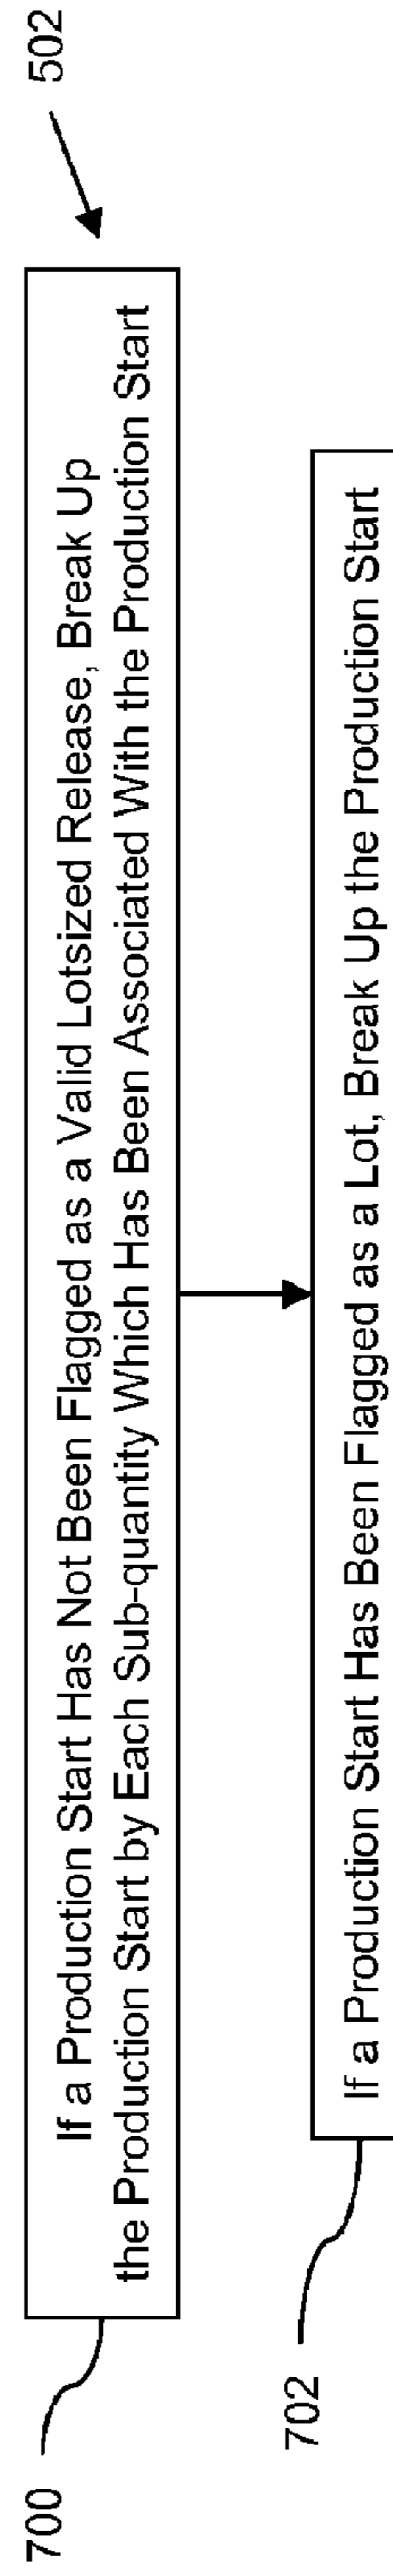 502
700
If a Production Start Has Not Been Flagged as a Valid Lotsized Release, Break Up
the Production Start by Each Sub-quantity Which Has Been Associated With the Production Start
702
If a Production Start Has Been Flagged as a Lot, Break Up the Production Start